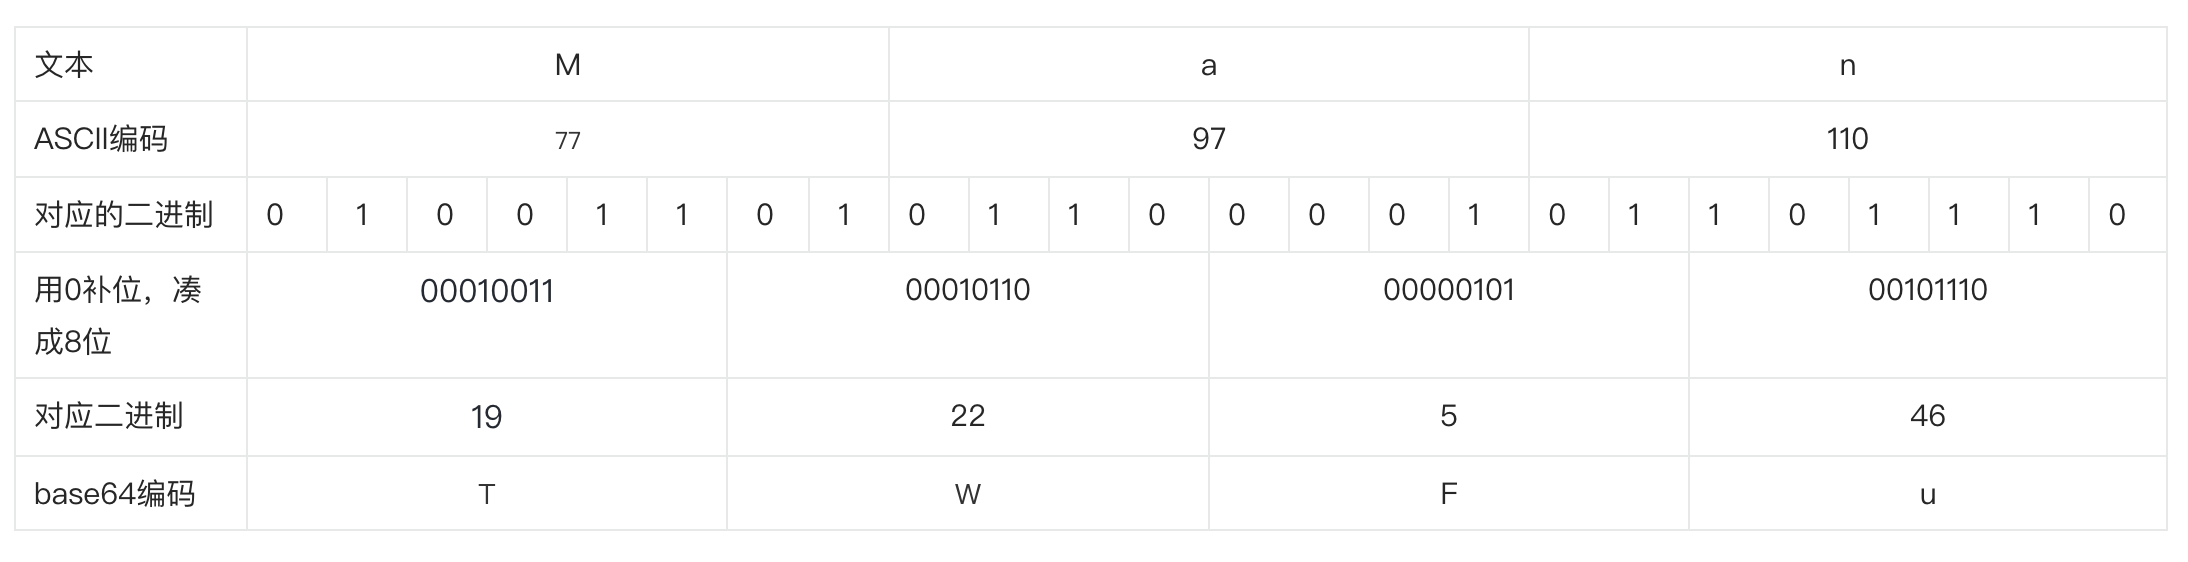 文本 M a n
ASCII编码 77 97 110
对应的二进制 0 1 0 0 1 1 0 1 0 1 1 0 0 0 0 1 0 1 1 0 1 1 1 0
用0补位，凑 00010011 00010110 00000101 00101110
成8位
对应二进制 19 22 5 46
base64编码 T W F u